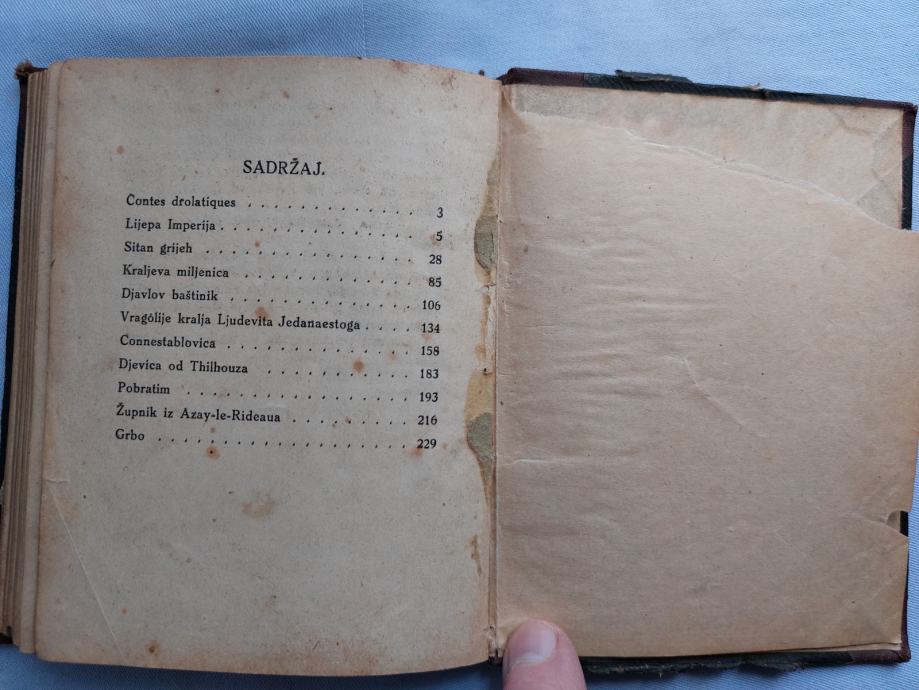 SADRŽAJ.
Contes drolatiques . . . . . . . . . . . . . 3
Lijepa Imperija . . . . . . . . . . . . . . . 5
Sitan grijeh . . . . . . . . . . . . . . . . 28
Kraljeva miljenica . . . . . . . . . . . . . 85
Djavlov baštinik . . . . . . . . . . . . . . 106
Vragolije kralja Ljudevita Jedanaestoga . . . . 134
Connestablovica . . . . . . . . . . . . . . 158
Djevica od Thilhouza . . . . . . . . . . . 183
Pobratim . . . . . . . . . . . . . . . . . 193
Župnik iz Azay-le-Rideaua . . . . . . . . . 216
Grbo . . . . . . . . . . . . . . . . . . . 229